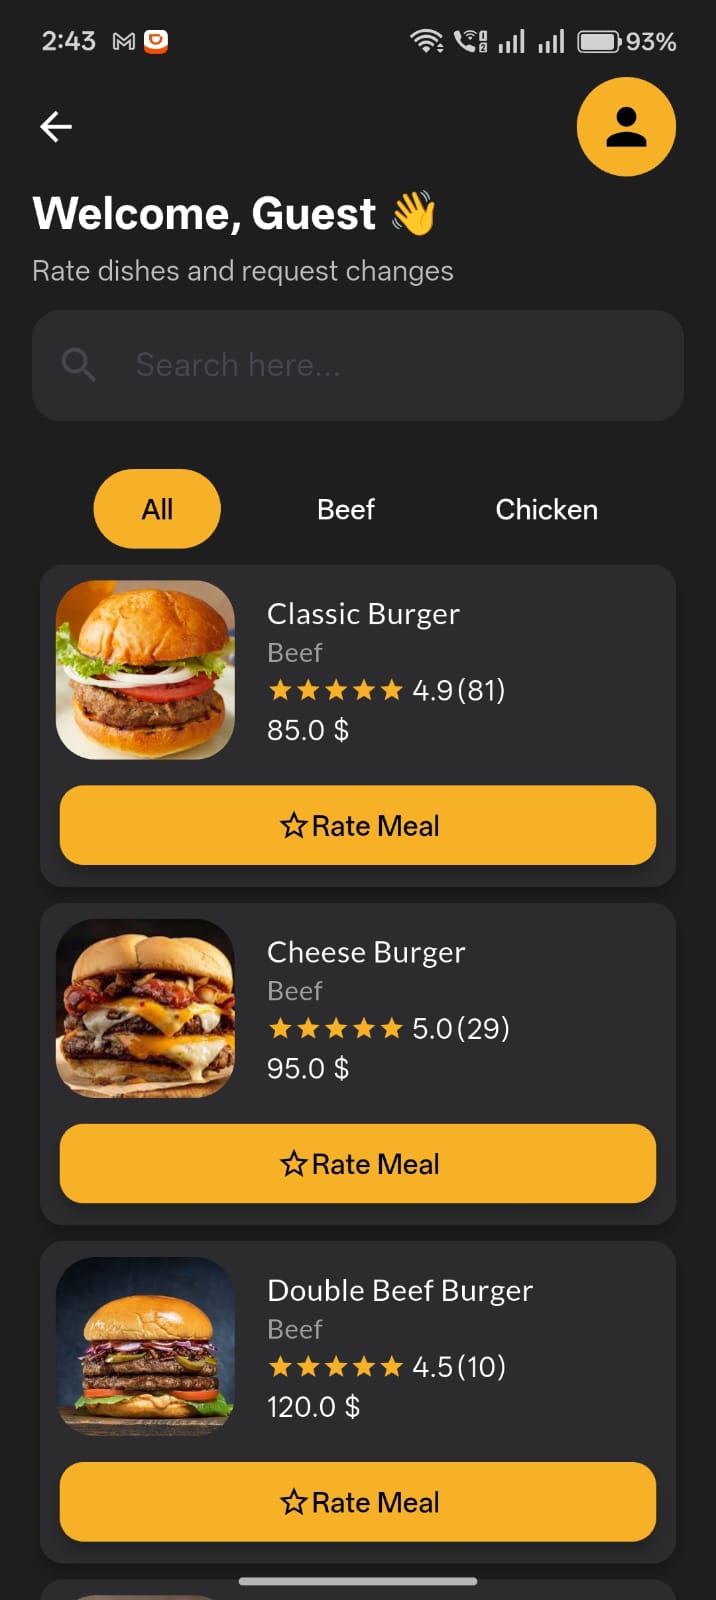 2:43 93%
Welcome, Guest 👋
Rate dishes and request changes
Search here...
All Beef Chicken
Classic Burger
Beef
★★★★★ 4.9(81)
85.0 $
☆Rate Meal
Cheese Burger
Beef
★★★★★ 5.0(29)
95.0 $
☆Rate Meal
Double Beef Burger
Beef
★★★★★ 4.5(10)
120.0 $
☆Rate Meal